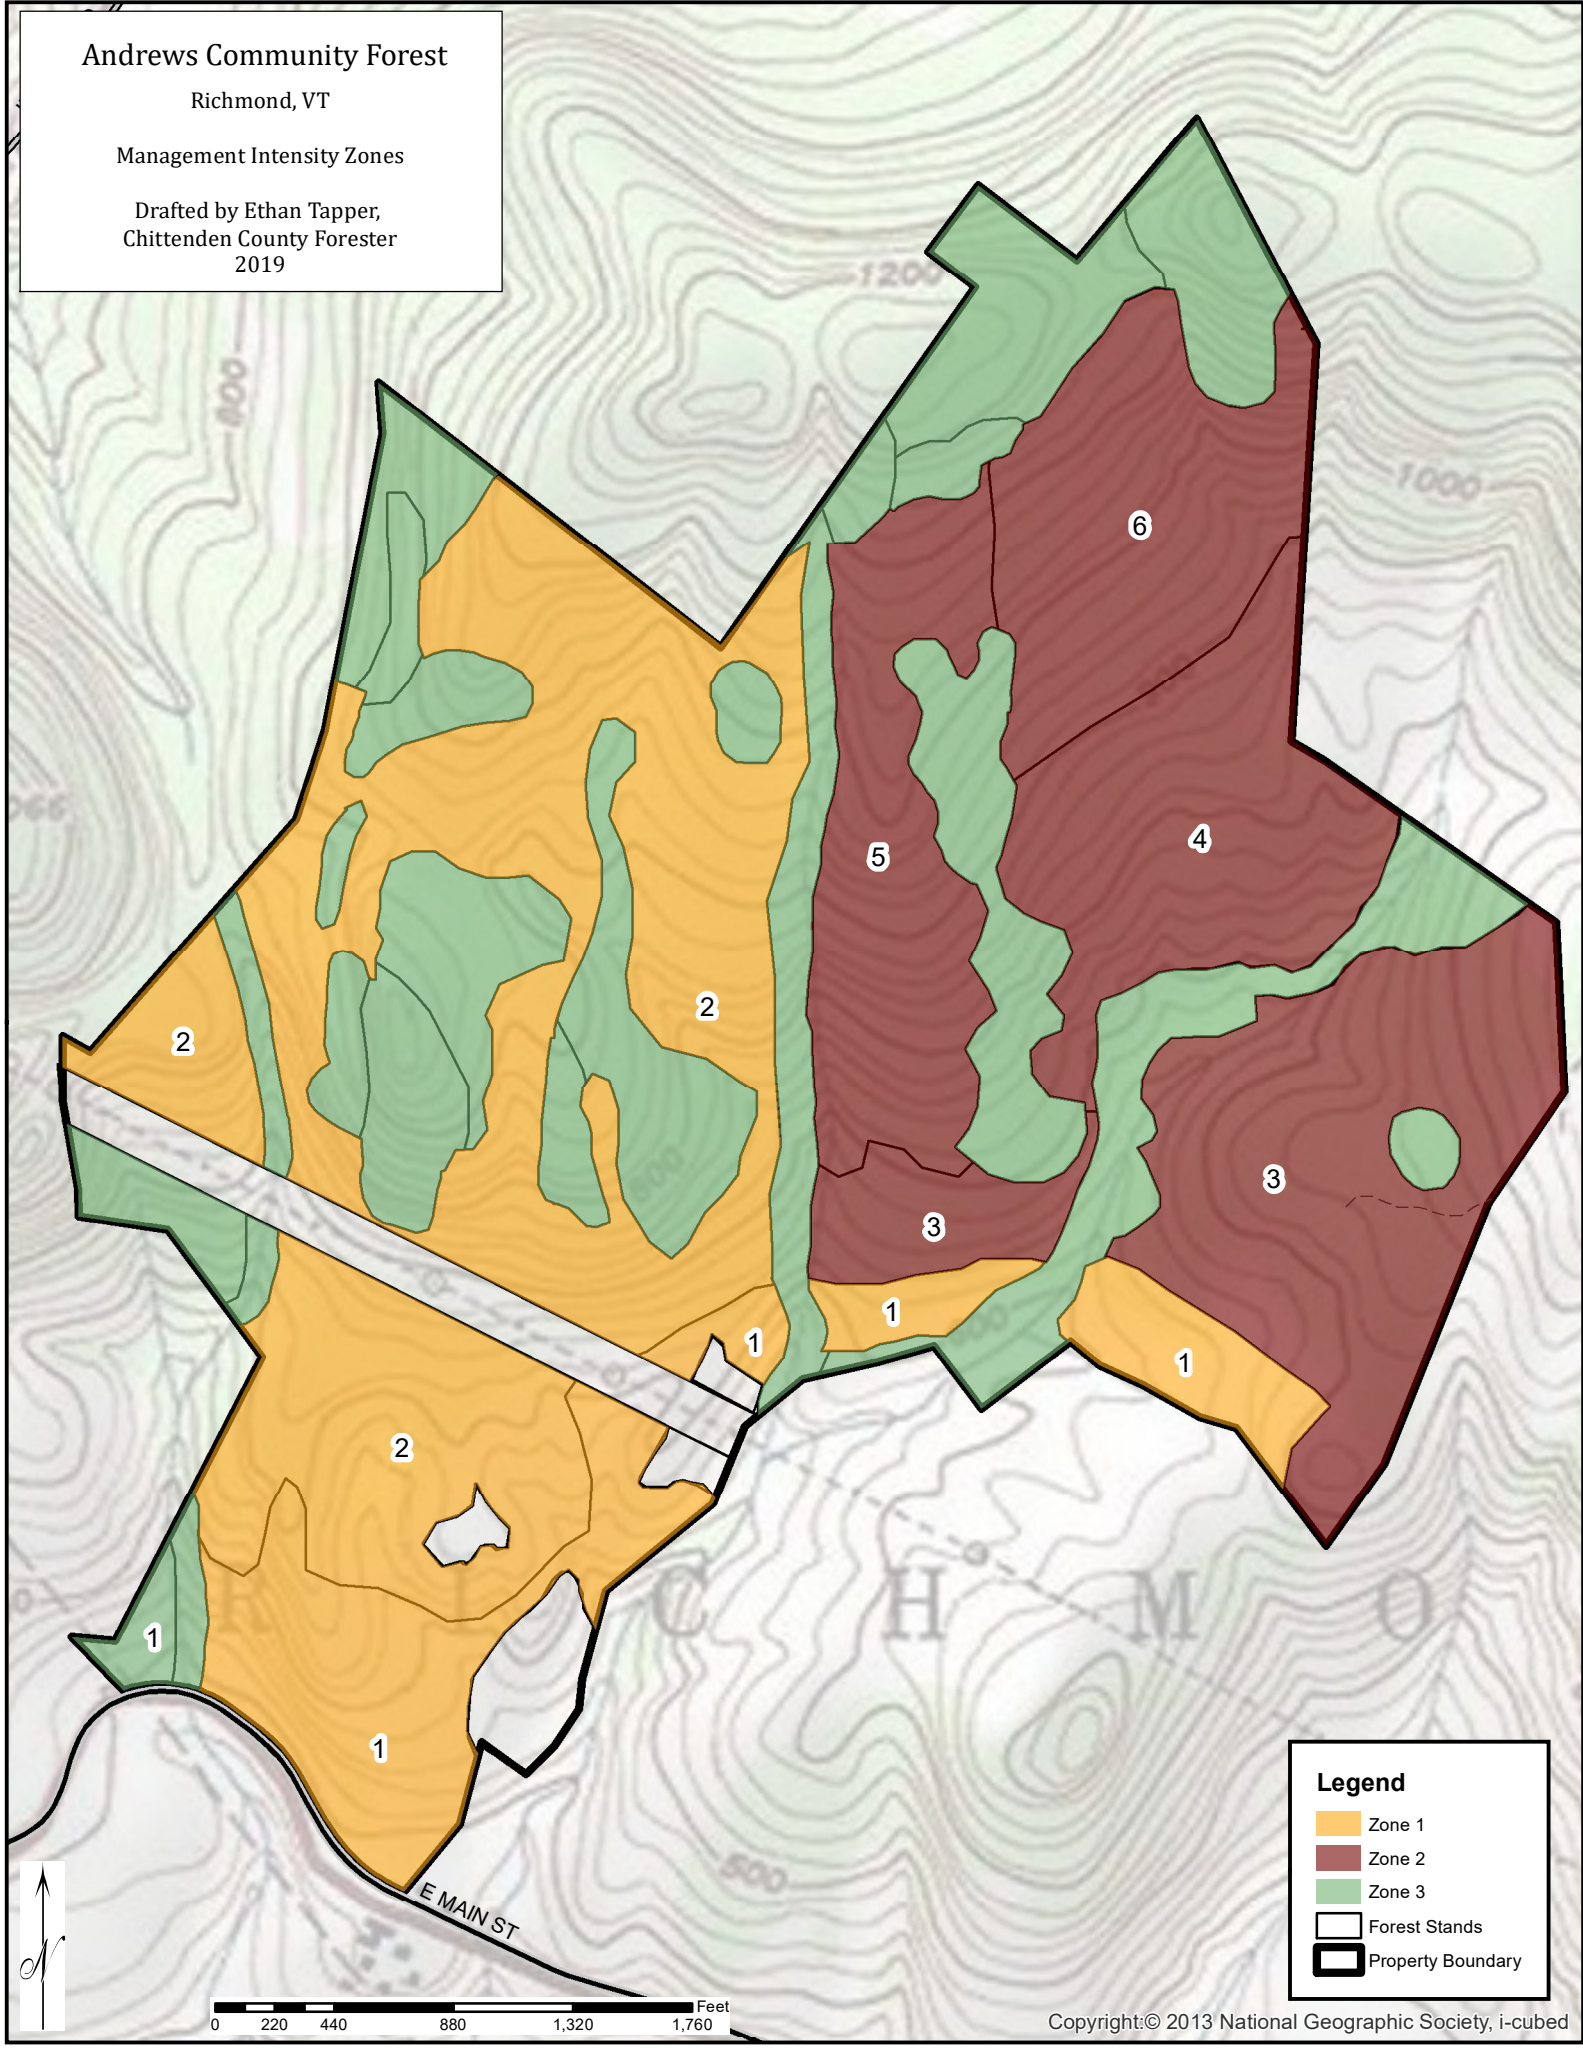 Andrews Community Forest
Richmond, VT
Management Intensity Zones
Drafted by Ethan Tapper,
Chittenden County Forester
2019
1200
800
1000
6
066
5
4
2
2
800
3
3
1
1
1
2
R I C H M O
1
1
500
E MAIN ST
Legend
Zone 1
Zone 2
Zone 3
Forest Stands
Property Boundary
N
Feet
0 220 440 880 1,320 1,760
Copyright:© 2013 National Geographic Society, i-cubed